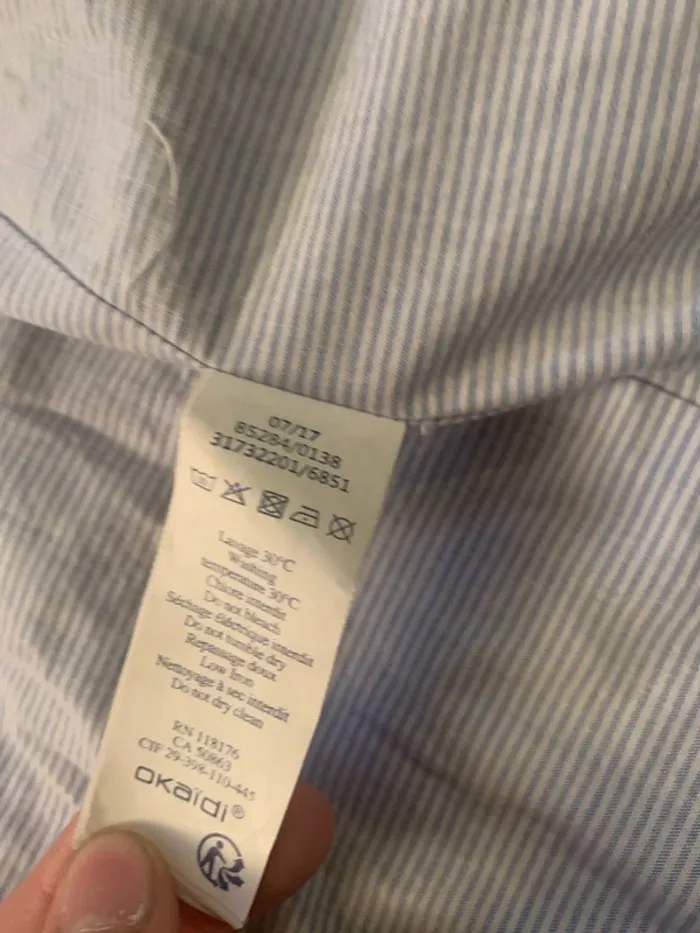 07/17
85284/0138
31732201/6851
Lavage 30°C
Washing
temperature 30°C
Chlore interdit
Do not bleach
Séchage éléctrique interdit
Do not tumble dry
Repassage doux
Low Iron
Nettoyage à sec interdit
Do not dry clean
RN 118176
CA 50863
CIF 29-398-110-445
okaïdi®